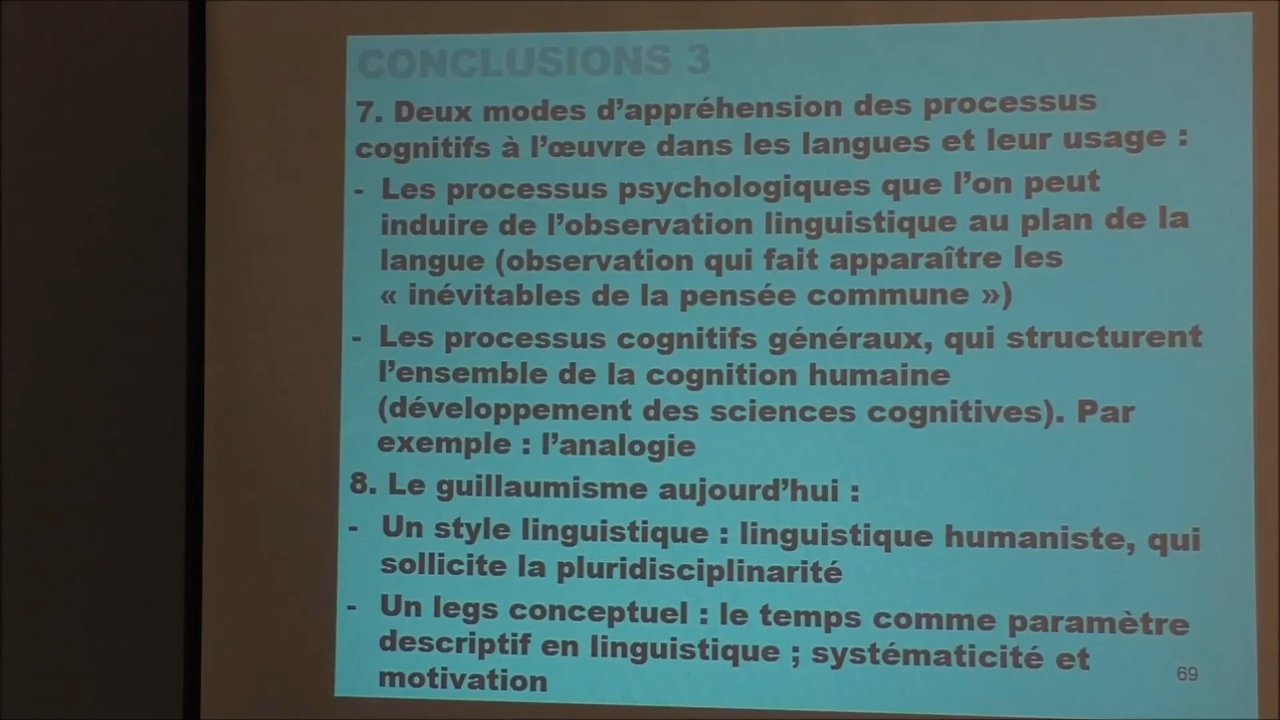 CONCLUSIONS 3
7. Deux modes d’appréhension des processus
cognitifs à l’œuvre dans les langues et leur usage :
- Les processus psychologiques que l’on peut
induire de l’observation linguistique au plan de la
langue (observation qui fait apparaître les
« inévitables de la pensée commune »)
- Les processus cognitifs généraux, qui structurent
l’ensemble de la cognition humaine
(développement des sciences cognitives). Par
exemple : l’analogie
8. Le guillaumisme aujourd’hui :
- Un style linguistique : linguistique humaniste, qui
sollicite la pluridisciplinarité
- Un legs conceptuel : le temps comme paramètre
descriptif en linguistique ; systématicité et
motivation
69